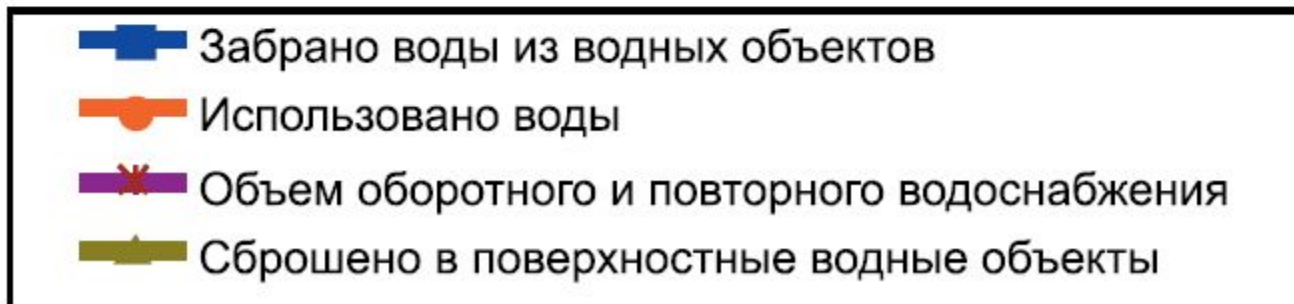 Забрано воды из водных объектов
Использовано воды
Объем оборотного и повторного водоснабжения
Сброшено в поверхностные водные объекты